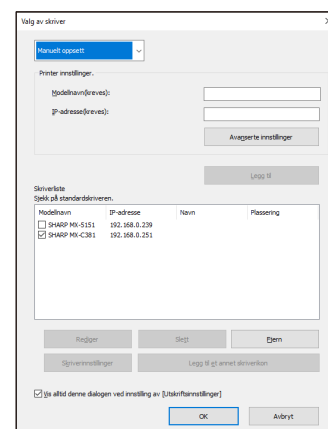 Valg av skriver
Manuelt oppsett
Printer innstillinger.
Modellnavn(kreves):
IP-adresse(kreves):
Avanserte innstillinger
Legg til
Skriverliste
Sjekk på standardskriveren.
Modellnavn IP-adresse Navn Plassering
SHARP MX-5151 192.168.0.239
SHARP MX-C381 192.168.0.251
Rediger Slett Fjern
Skriverinnstillinger Legg til et annet skriverikon
Vis alltid denne dialogen ved innstilling av [Utskriftsinnstillinger]
OK Avbryt